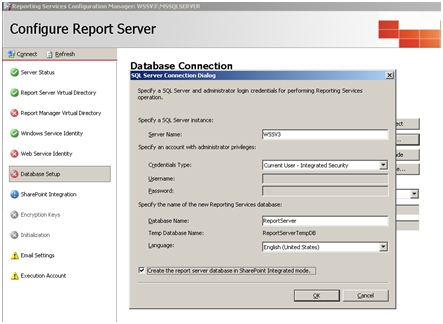 Reporting Services Configuration Manager: WSSV3\MSSQLSERVER
Configure Report Server
Connect
Refresh
Server Status
Report Server Virtual Directory
Report Manager Virtual Directory
Windows Service Identity
Web Service Identity
Database Setup
SharePoint Integration
Encryption Keys
Initialization
Email Settings
Execution Account
Database Connection
SQL Server Connection Dialog
Specify a SQL Server and administrator login credentials for performing Reporting Services
operation.
Specify a SQL Server instance:
Server Name:
WSSV3
Specify an account with administrator privileges:
Credentials Type:
Current User - Integrated Security
Username:
Password:
Specify the name of the new Reporting Services database:
Database Name:
ReportServer
Temp Database Name:
ReportServerTempDB
Language:
English (United States)
Create the report server database in SharePoint Integrated mode.
OK
Cancel